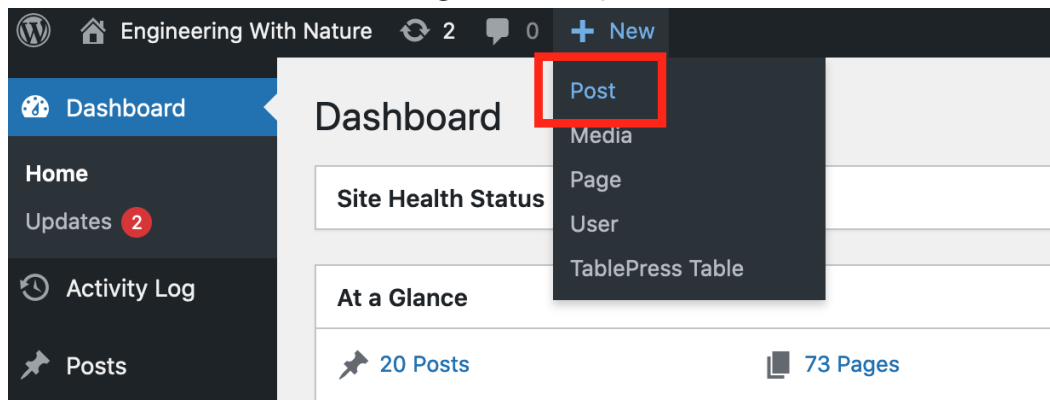 Engineering With Nature 2 0 + New
Dashboard
Home
Updates 2
Activity Log
Posts
Dashboard
Post
Media
Page
User
TablePress Table
Site Health Status
At a Glance
20 Posts
73 Pages